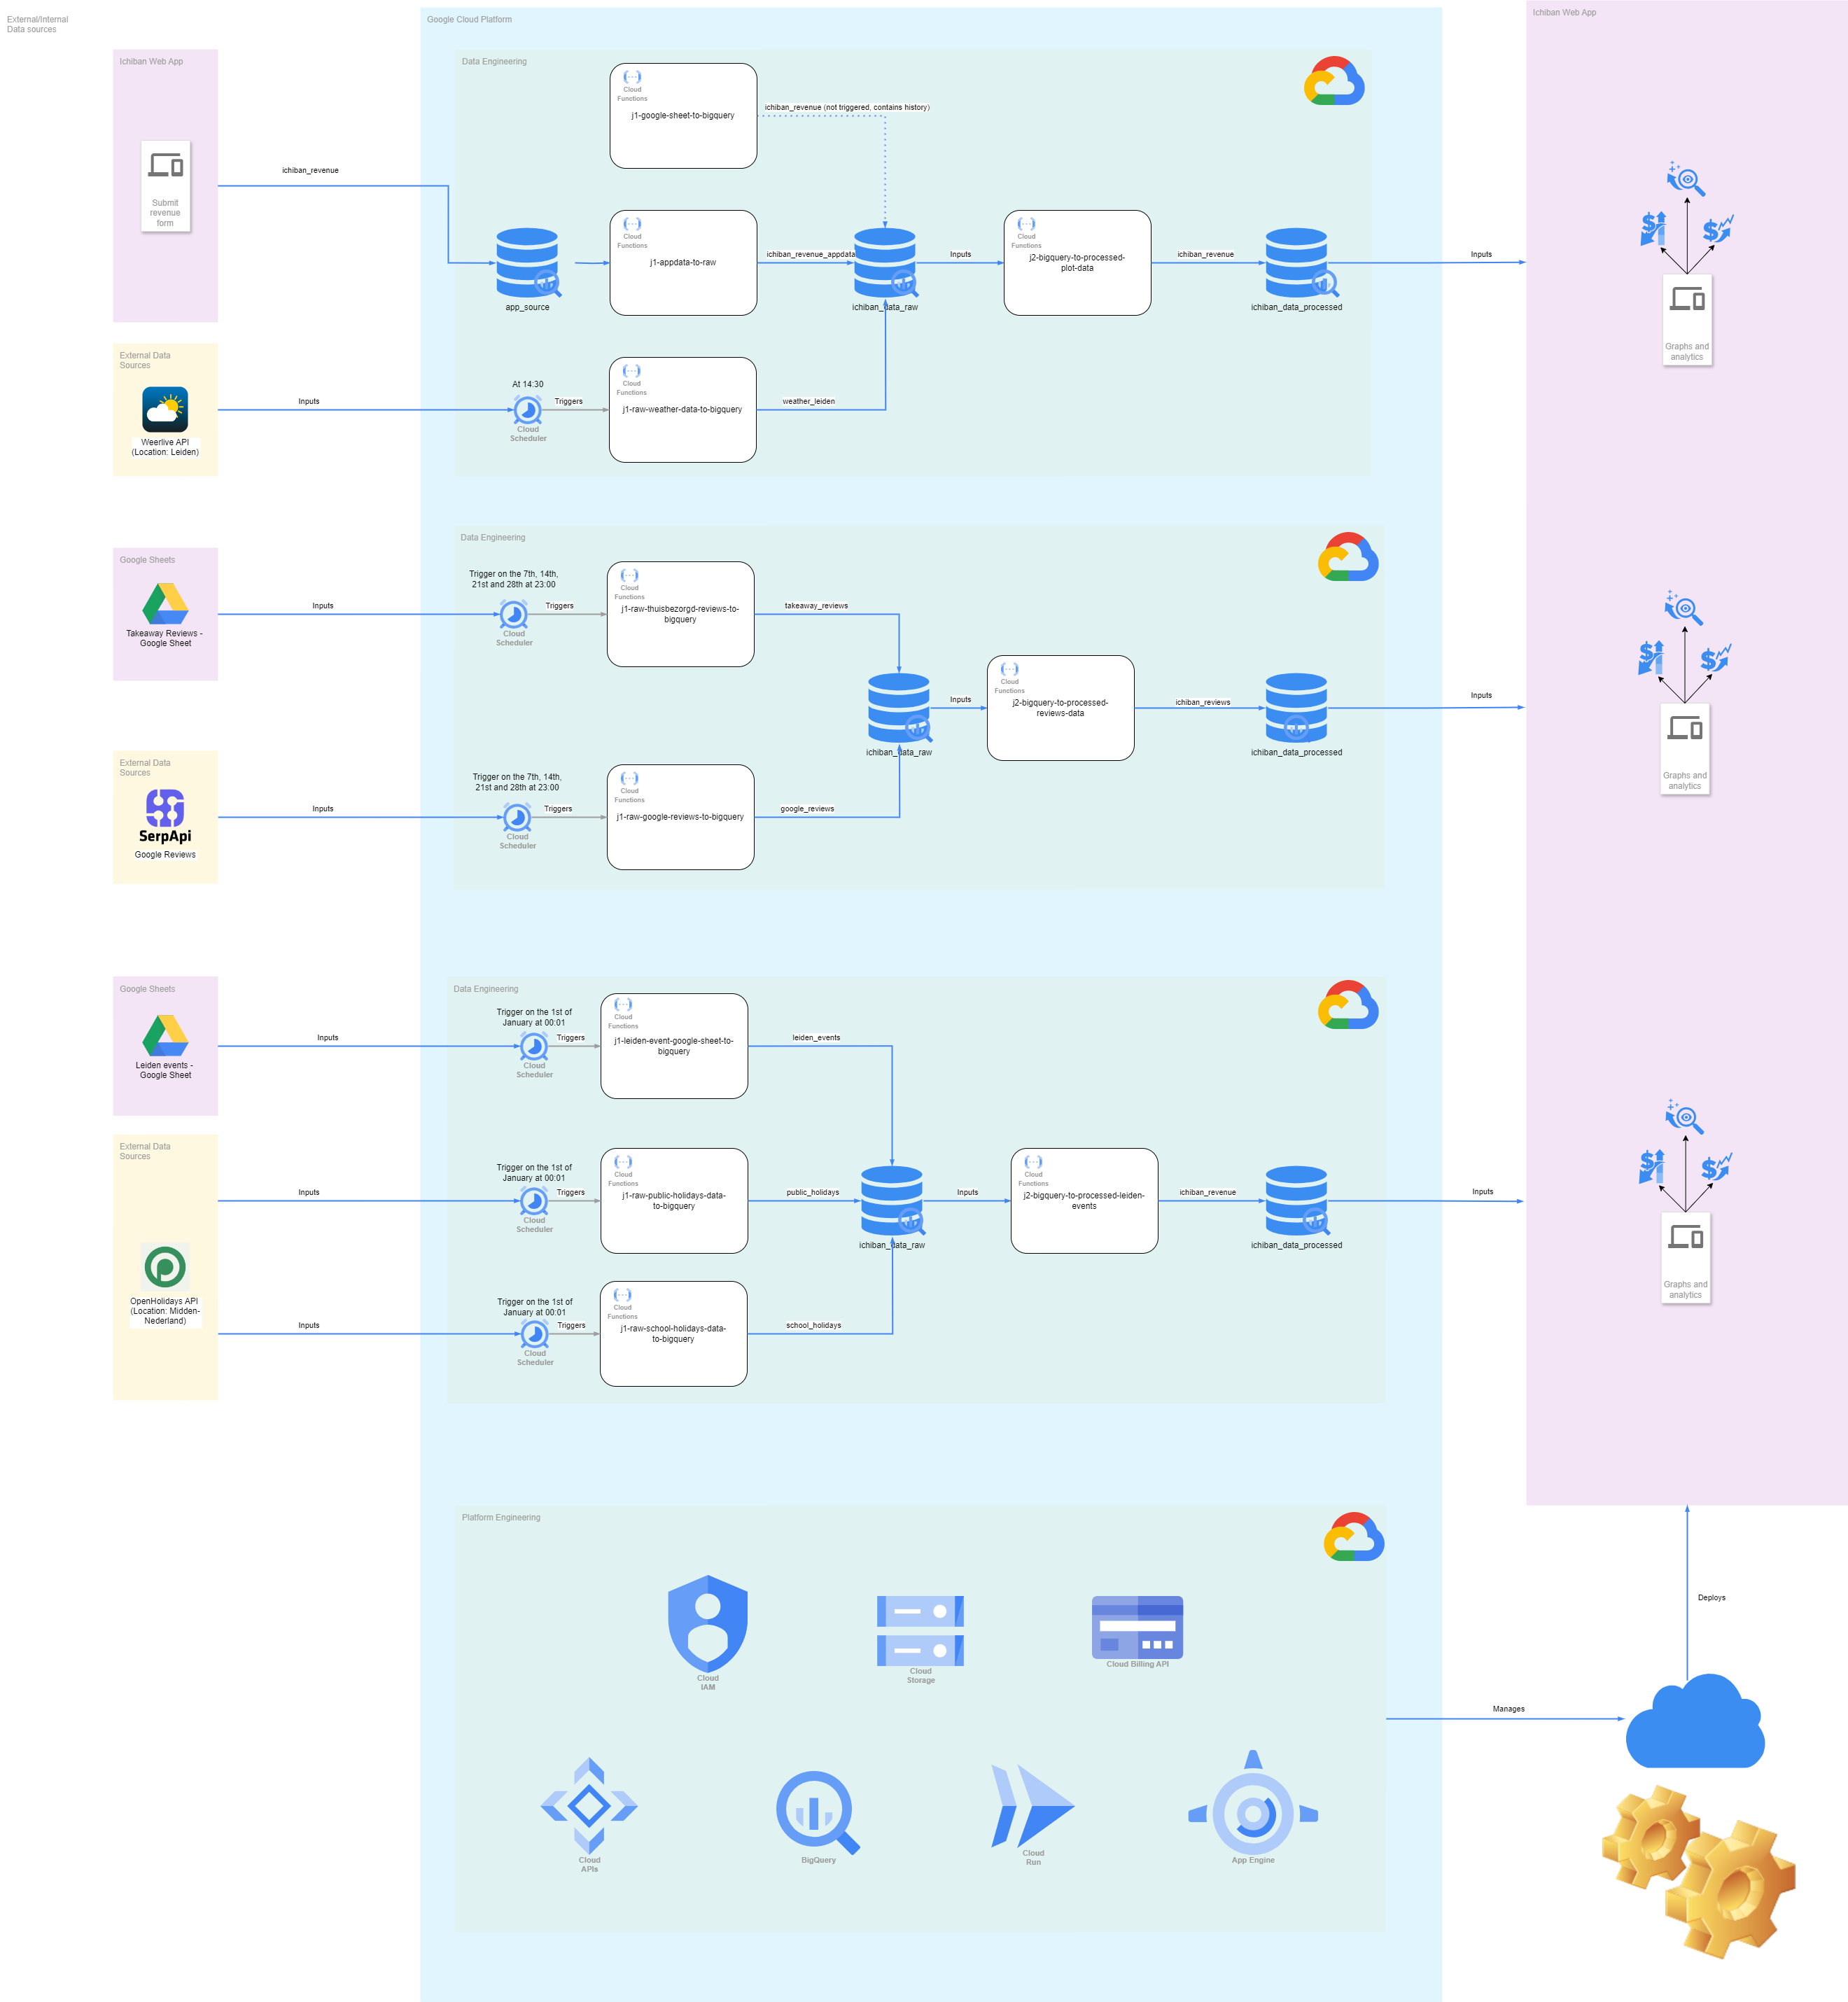 External/Internal
Data sources
Google Cloud Platform
Ichiban Web App
Ichiban Web App
Submit
revenue
form
ichiban_revenue
Data Engineering
Cloud
Functions
j1-google-sheet-to-bigquery
ichiban_revenue (not triggered, contains history)
app_source
Cloud
Functions
j1-appdata-to-raw
ichiban_revenue_appdata
ichiban_data_raw
Inputs
Cloud
Functions
j2-bigquery-to-processed-
plot-data
ichiban_revenue
ichiban_data_processed
Inputs
Graphs and
analytics
External Data
Sources
Weerlive API
(Location: Leiden)
Inputs
At 14:30
Cloud
Scheduler
Triggers
Cloud
Functions
j1-raw-weather-data-to-bigquery
weather_leiden
Data Engineering
Google Sheets
Takeaway Reviews -
Google Sheet
Inputs
Trigger on the 7th, 14th,
21st and 28th at 23:00
Cloud
Scheduler
Triggers
Cloud
Functions
j1-raw-thuisbezorgd-reviews-to-
bigquery
takeaway_reviews
ichiban_data_raw
Inputs
Cloud
Functions
j2-bigquery-to-processed-
reviews-data
ichiban_reviews
ichiban_data_processed
Inputs
Graphs and
analytics
External Data
Sources
SerpApi
Google Reviews
Inputs
Trigger on the 7th, 14th,
21st and 28th at 23:00
Cloud
Scheduler
Triggers
Cloud
Functions
j1-raw-google-reviews-to-bigquery
google_reviews
Google Sheets
Leiden events -
Google Sheet
Inputs
Data Engineering
Trigger on the 1st of
January at 00:01
Cloud
Scheduler
Triggers
Cloud
Functions
j1-leiden-event-google-sheet-to-
bigquery
leiden_events
External Data
Sources
OpenHolidays API
(Location: Midden-
Nederland)
Inputs
Trigger on the 1st of
January at 00:01
Cloud
Scheduler
Triggers
Cloud
Functions
j1-raw-public-holidays-data-
to-bigquery
public_holidays
ichiban_data_raw
Inputs
Cloud
Functions
j2-bigquery-to-processed-leiden-
events
ichiban_revenue
ichiban_data_processed
Inputs
Graphs and
analytics
Inputs
Trigger on the 1st of
January at 00:01
Cloud
Scheduler
Triggers
Cloud
Functions
j1-raw-school-holidays-data-
to-bigquery
school_holidays
Platform Engineering
Cloud
IAM
Cloud
Storage
Cloud Billing API
Cloud
APIs
BigQuery
Cloud
Run
App Engine
Manages
Deploys